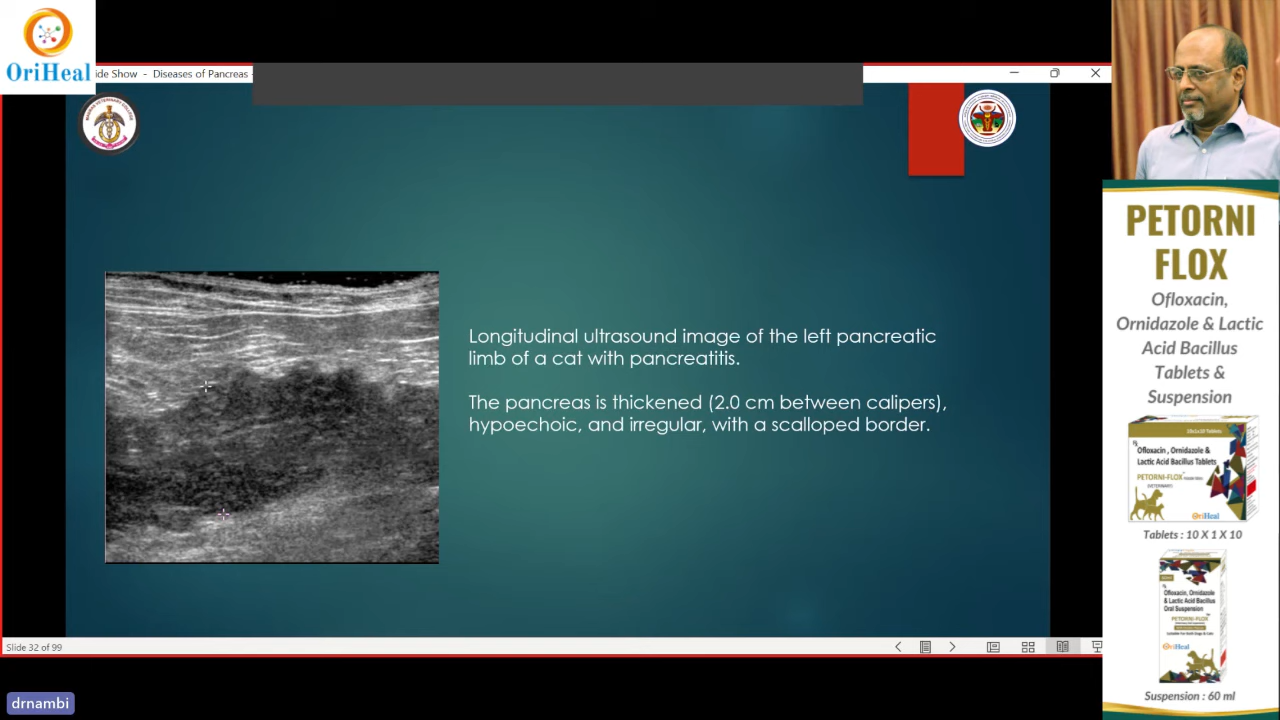 OriHeal
ide Show - Diseases of Pancreas -
Longitudinal ultrasound image of the left pancreatic
limb of a cat with pancreatitis.
The pancreas is thickened (2.0 cm between calipers),
hypoechoic, and irregular, with a scalloped border.
Slide 32 of 99
drnambi
PETORNI
FLOX
Ofloxacin,
Ornidazole & Lactic
Acid Bacillus
Tablets &
Suspension
Ofloxacin, Ornidazole &
Lactic Acid Bacillus Tablets
PETORNI-FLOX
OriHeal
Tablets : 10 X 1 X 10
Ofloxacin, Ornidazole
& Lactic Acid Bacillus
Oral Suspension
PETORNI-FLOX
OriHeal
Suspension : 60 ml